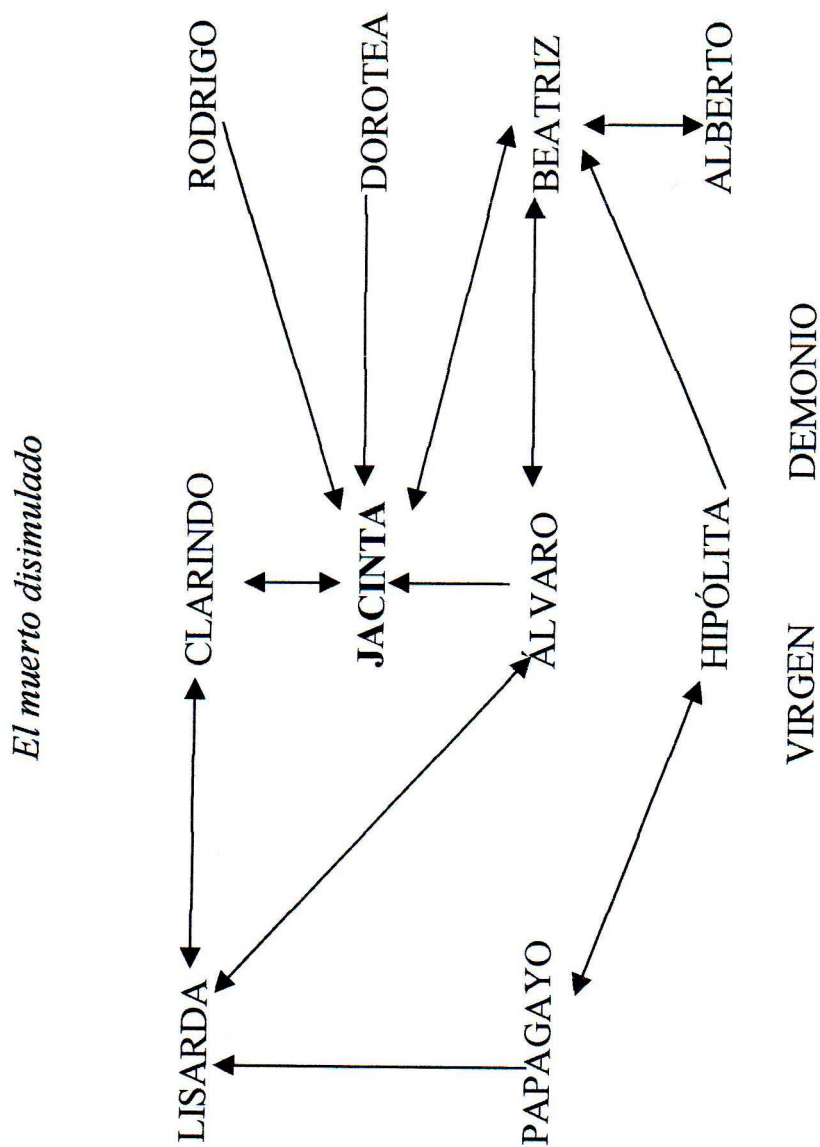 El muerto disimulado
LISARDA
CLARINDO
RODRIGO
JACINTA
DOROTEA
PAPAGAYO
ÁLVARO
BEATRIZ
HIPÓLITA
ALBERTO
VIRGEN
DEMONIO